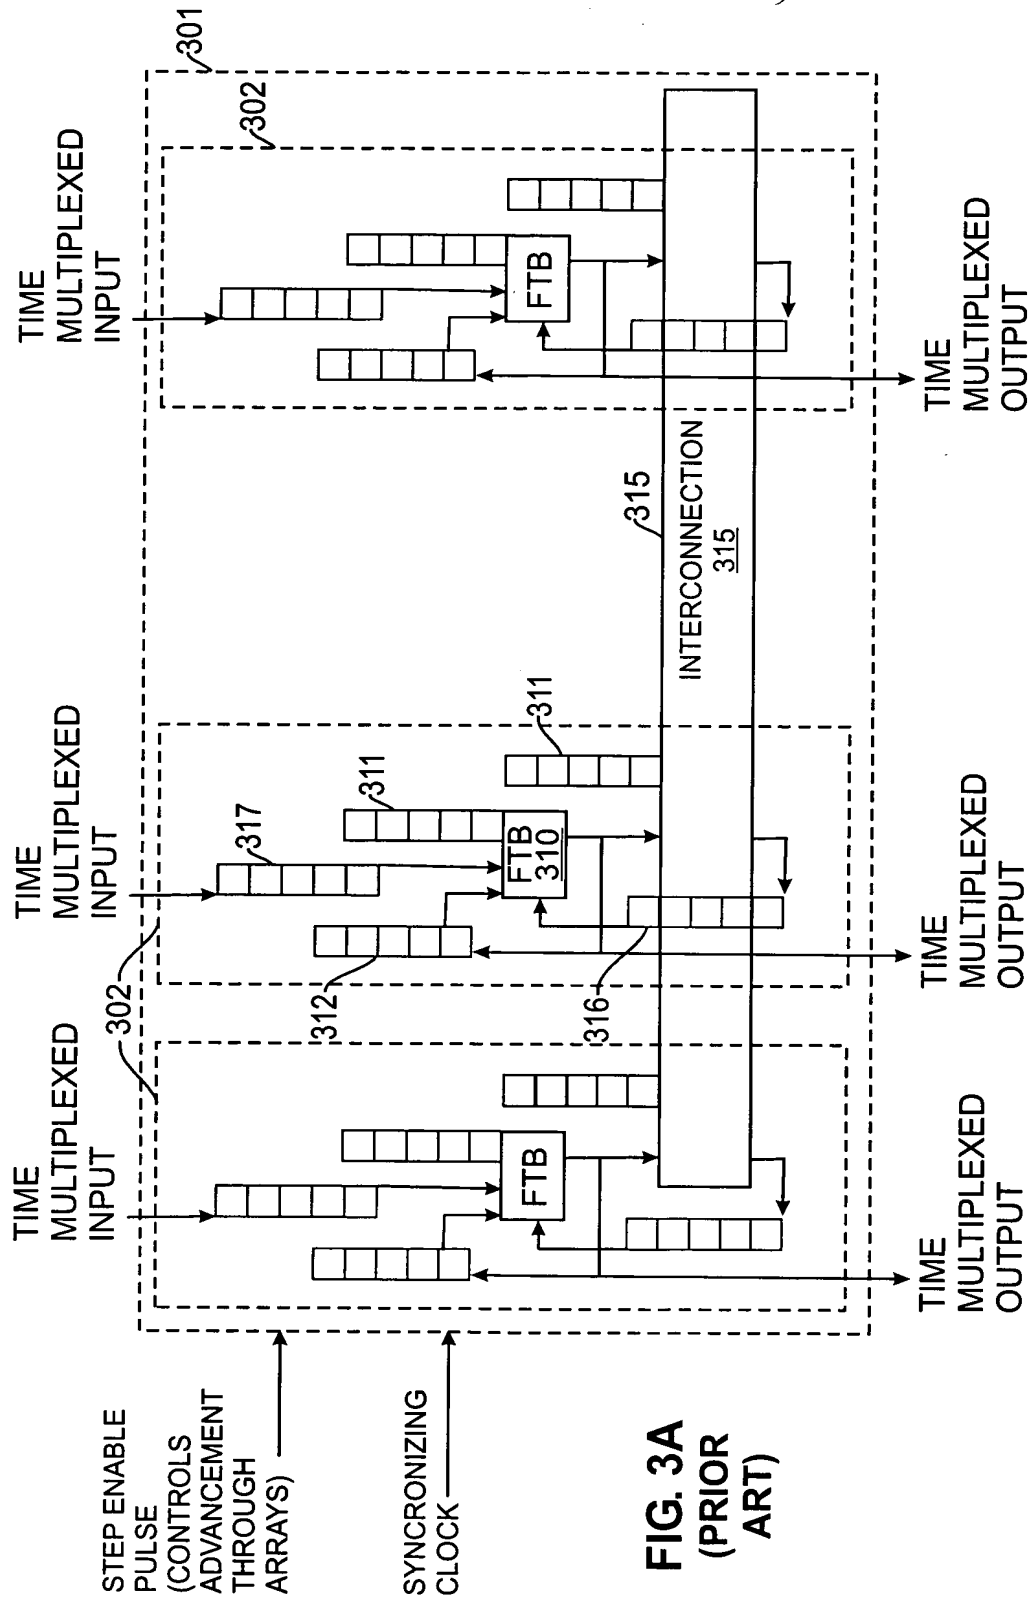 301
302
TIME
MULTIPLEXED
INPUT
TIME
MULTIPLEXED
INPUT
TIME
MULTIPLEXED
INPUT
302
317
311
311
312
316
FTB
FTB
310
FTB
315
INTERCONNECTION
315
TIME
MULTIPLEXED
OUTPUT
TIME
MULTIPLEXED
OUTPUT
TIME
MULTIPLEXED
OUTPUT
STEP ENABLE
PULSE
(CONTROLS
ADVANCEMENT
THROUGH
ARRAYS)
SYNCRONIZING
CLOCK
FIG. 3A
(PRIOR
ART)